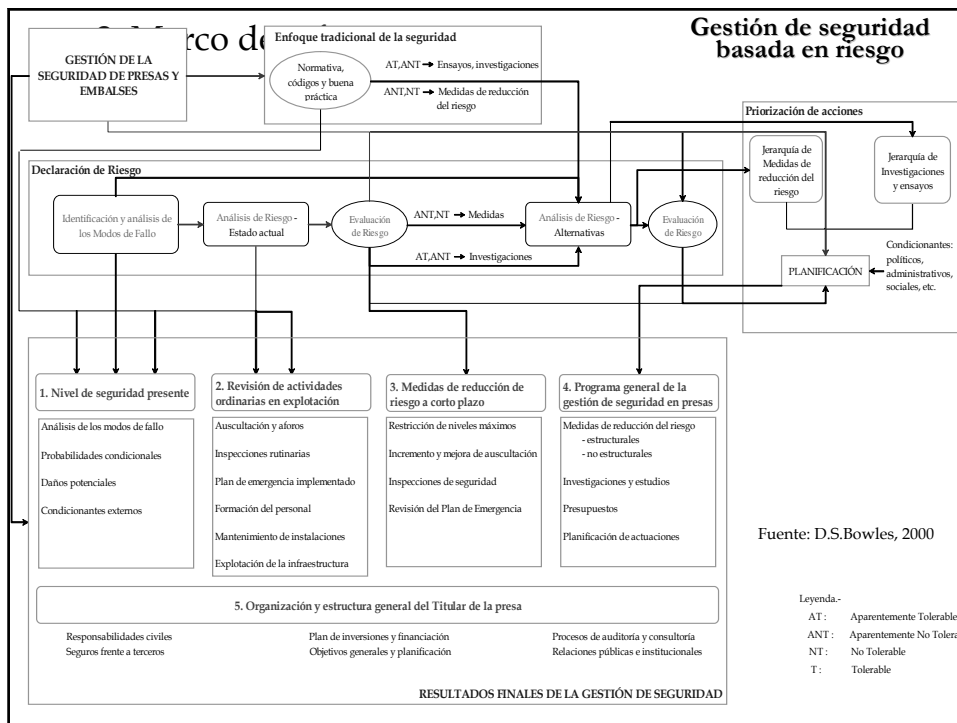 Gestión de seguridad
basada en riesgo
Enfoque tradicional de la seguridad
GESTIÓN DE LA
SEGURIDAD DE PRESAS Y
EMBALSES
Normativa,
códigos y buena
práctica
AT,ANT → Ensayos, investigaciones
ANT,NT → Medidas de reducción
del riesgo
Priorización de acciones
Jerarquía de
Medidas de
reducción del
riesgo
Jerarquía de
Investigaciones
y ensayos
Declaración de Riesgo
Identificación y análisis de
los Modos de Fallo
Análisis de Riesgo -
Estado actual
Evaluación
de Riesgo
ANT,NT → Medidas
AT,ANT → Investigaciones
Análisis de Riesgo -
Alternativas
Evaluación
de Riesgo
PLANIFICACIÓN
Condicionantes:
políticos,
administrativos,
sociales, etc.
1. Nivel de seguridad presente
Análisis de los modos de fallo
Probabilidades condicionales
Daños potenciales
Condicionantes externos
2. Revisión de actividades
ordinarias en explotación
Auscultación y aforos
Inspecciones rutinarias
Plan de emergencia implementado
Formación del personal
Mantenimiento de instalaciones
Explotación de la infraestructura
3. Medidas de reducción de
riesgo a corto plazo
Restricción de niveles máximos
Incremento y mejora de auscultación
Inspecciones de seguridad
Revisión del Plan de Emergencia
4. Programa general de la
gestión de seguridad en presas
Medidas de reducción del riesgo
- estructurales
- no estructurales
Investigaciones y estudios
Presupuestos
Planificación de actuaciones
Fuente: D.S.Bowles, 2000
5. Organización y estructura general del Titular de la presa
Responsabilidades civiles
Seguros frente a terceros
Plan de inversiones y financiación
Objetivos generales y planificación
Procesos de auditoría y consultoría
Relaciones públicas e institucionales
RESULTADOS FINALES DE LA GESTIÓN DE SEGURIDAD
Leyenda.-
AT : Aparentemente Tolerable
ANT : Aparentemente No
NT : No Tolerable
T : Tolerable